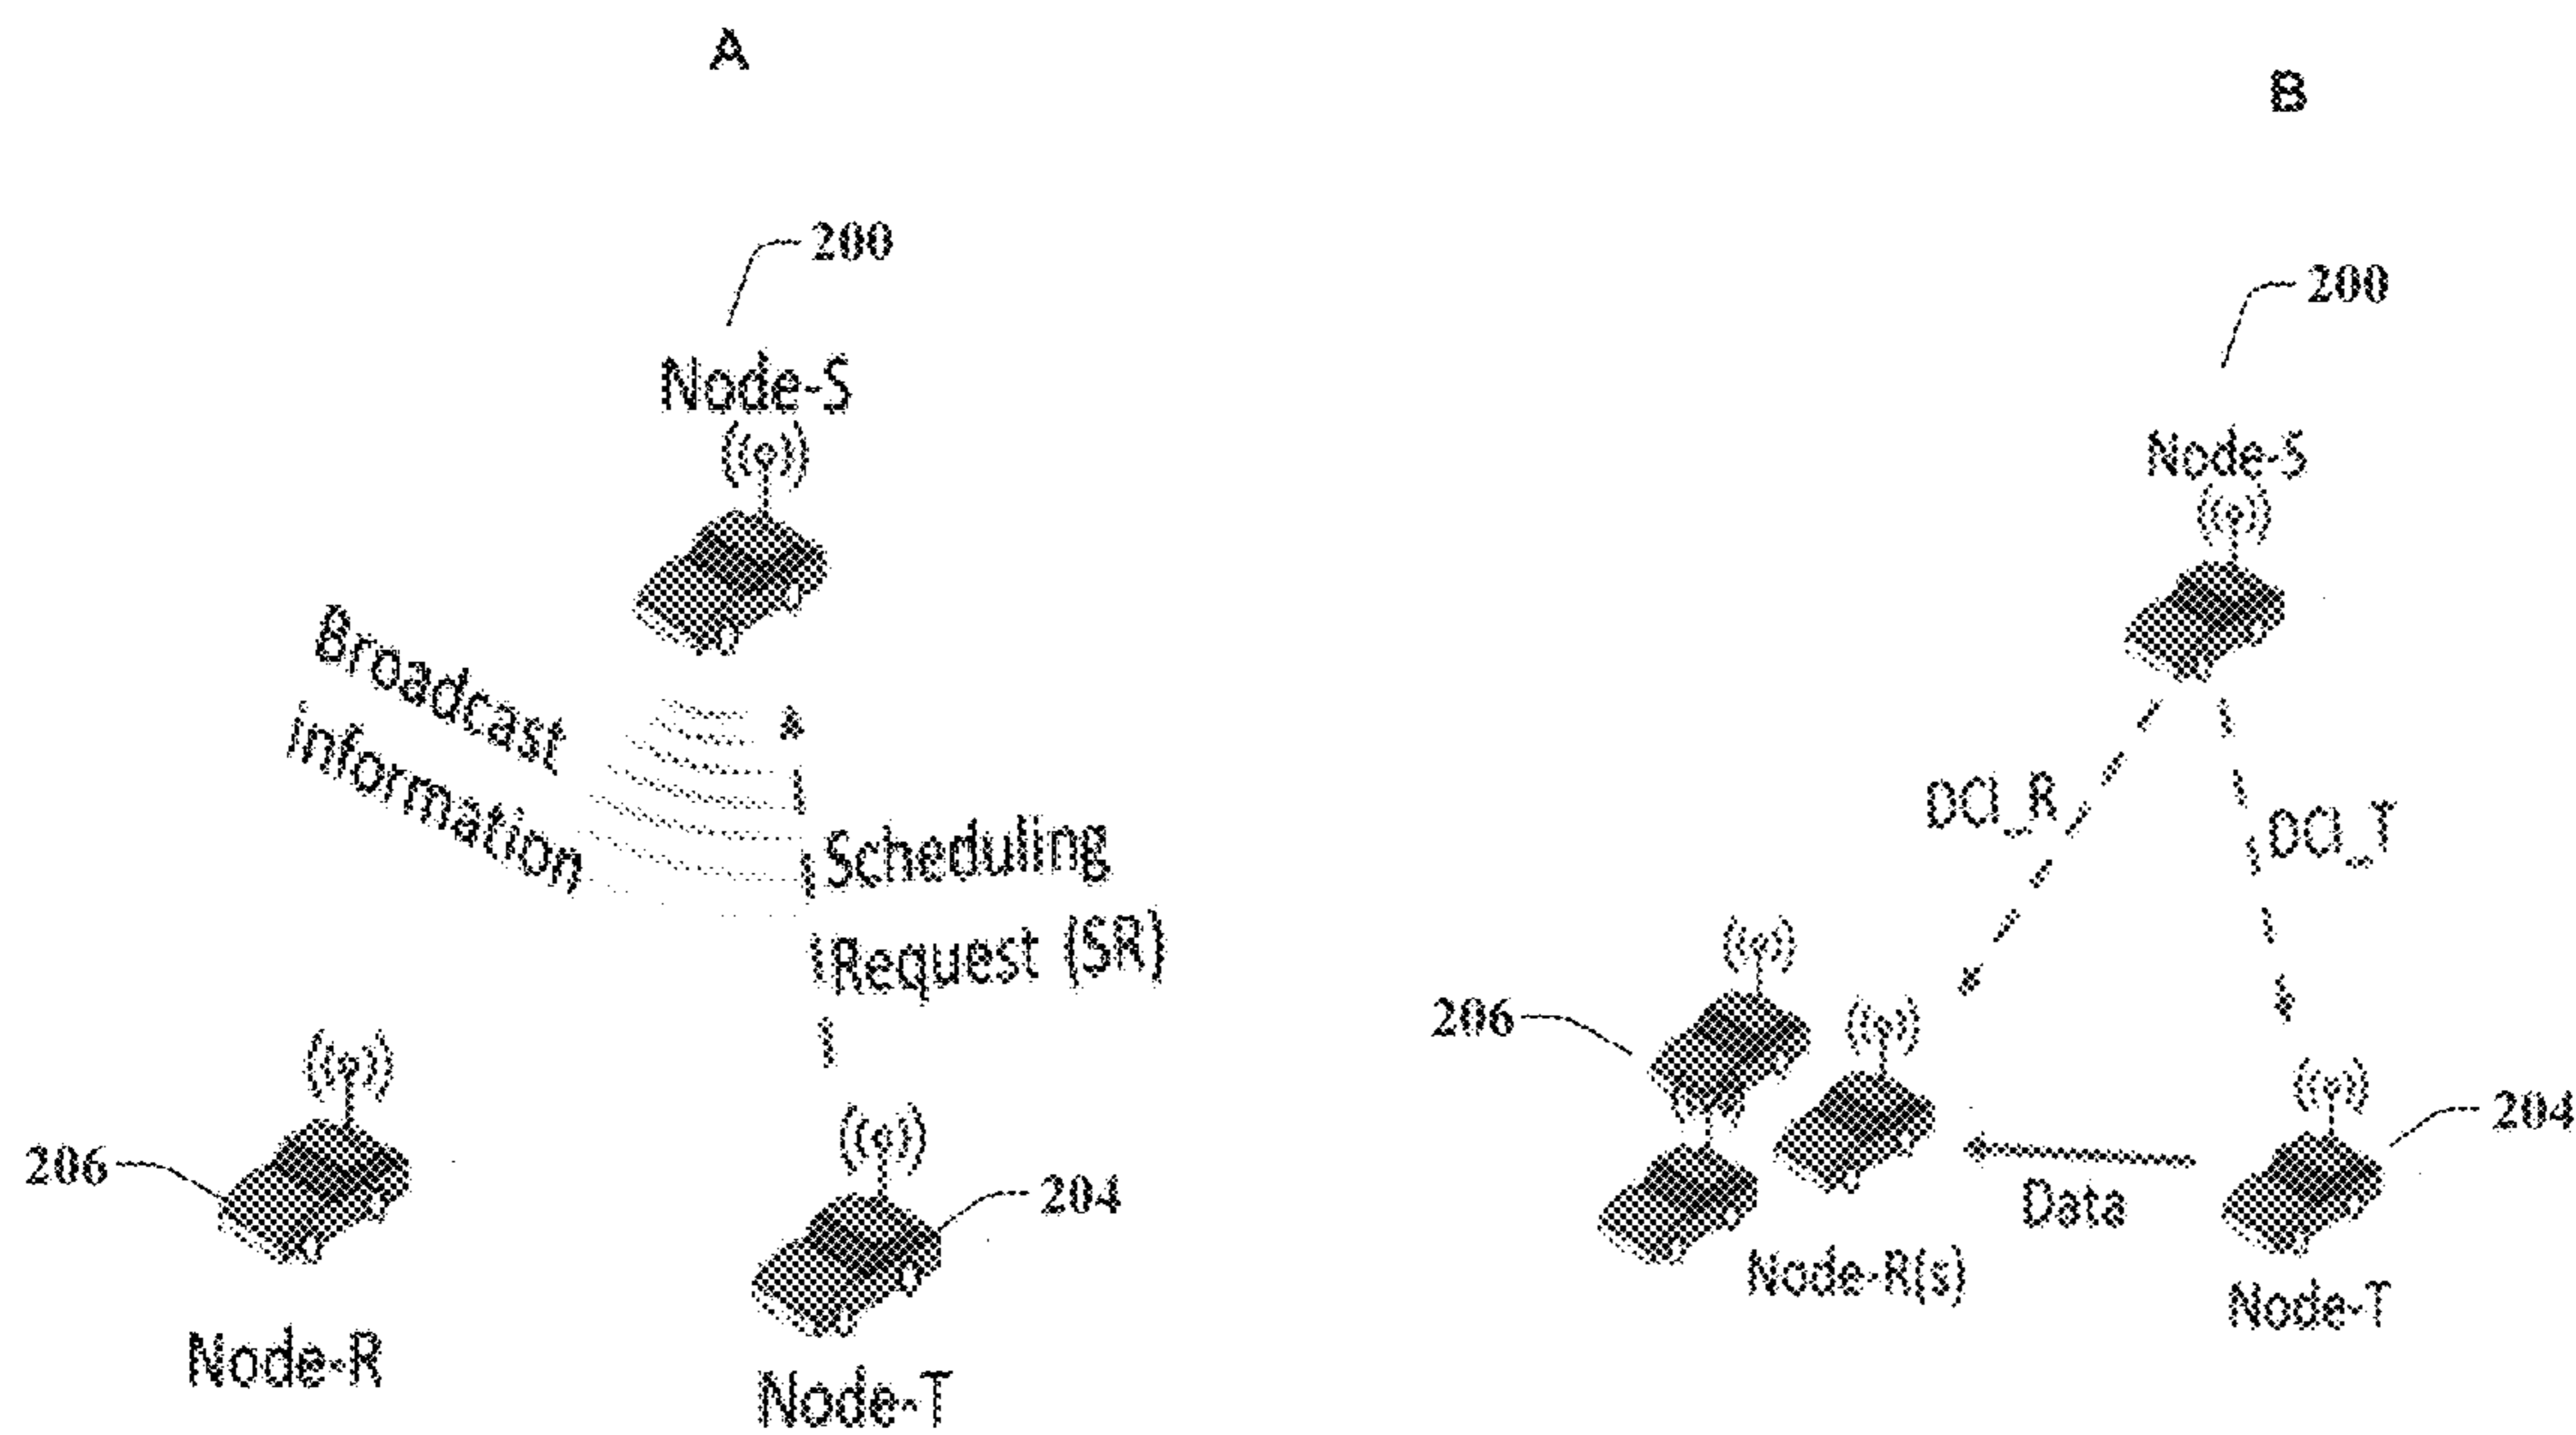 A
200
Node-S
Broadcast
information
Scheduling
Request (SR)
206
Node-R
204
Node-T
B
200
Node-S
DCI_R
DCI_T
206
204
Data
Node-R(s)
Node-T